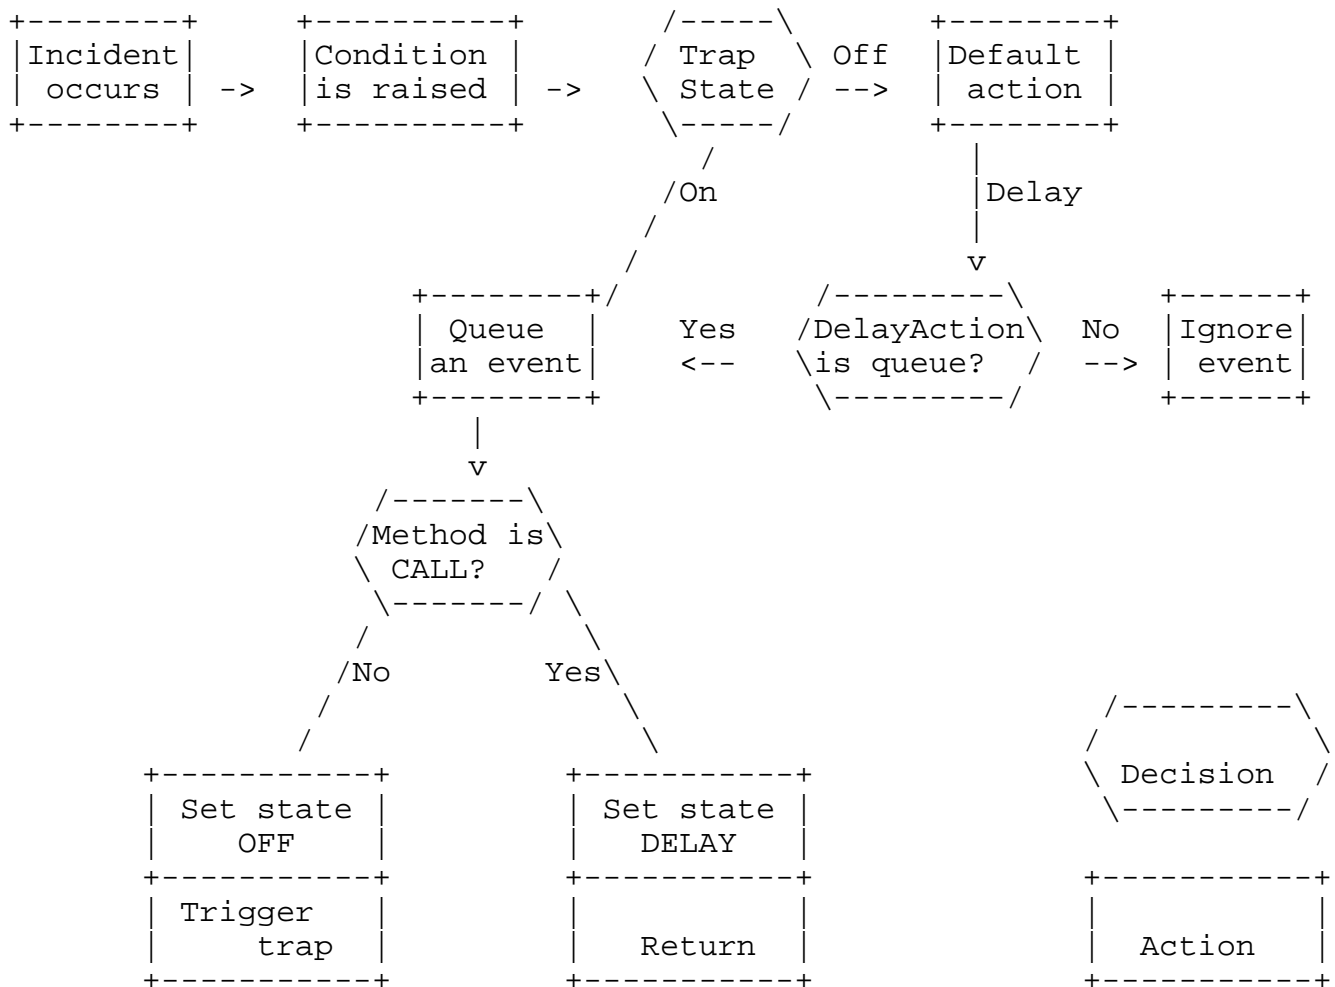 Incident
occurs
->
Condition
is raised
->
Trap
State
Off
-->
Default
action
On
Delay
v
Queue
an event
Yes
<--
DelayAction
is queue?
No
-->
Ignore
event
v
Method is
CALL?
No
Yes
Set state
OFF
Trigger
trap
Set state
DELAY
Return
Decision
Action